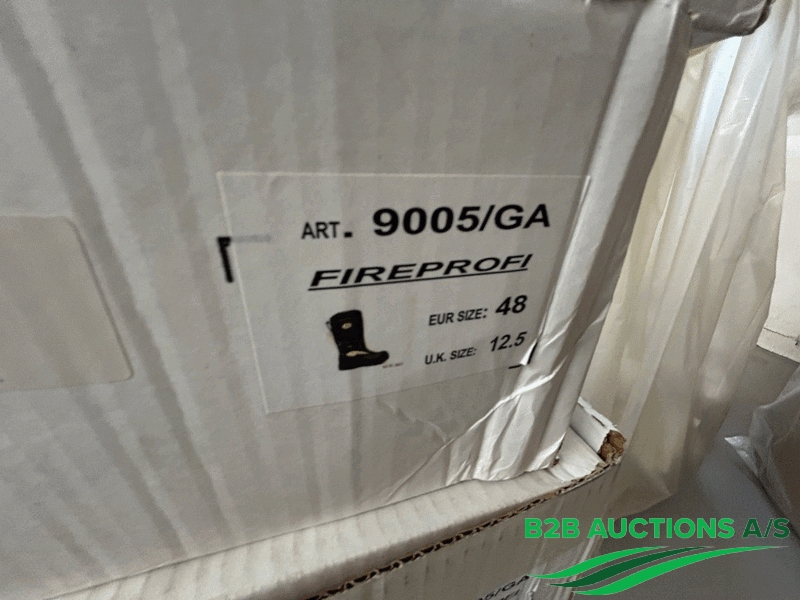 ART. 9005/GA
FIREPROFI
EUR SIZE: 48
U.K. SIZE: 12.5
B2B AUCTIONS A/S